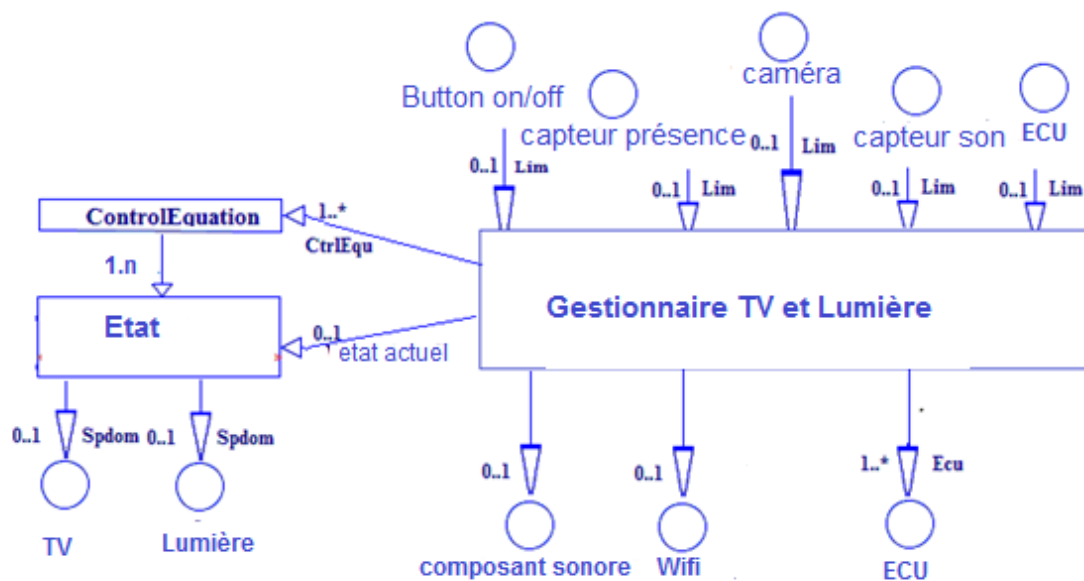 caméra
Button on/off
capteur présence
capteur son
ECU
0..1 Lim
0..1 Lim
0..1 Lim
0..1 Lim
0..1 Lim
ControlEquation
1..*
CtrlEqu
1.n
Gestionnaire TV et Lumière
Etat
0..1
etat actuel
0..1 Spdom
0..1 Spdom
0..1
0..1
1..* Ecu
TV
Lumière
composant sonore
Wifi
ECU